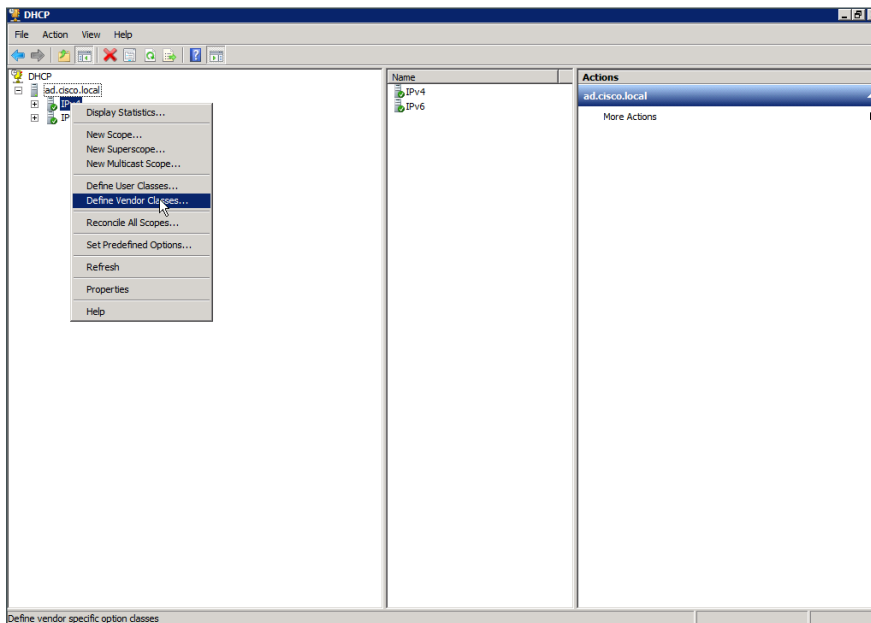 DHCP
File Action View Help
DHCP
ad.cisco.local
IPv4
IP
Display Statistics...
New Scope...
New Superscope...
New Multicast Scope...
Define User Classes...
Define Vendor Classes...
Reconcile All Scopes...
Set Predefined Options...
Refresh
Properties
Help
Name
IPv4
IPv6
Actions
ad.cisco.local
More Actions
Define vendor specific option classes